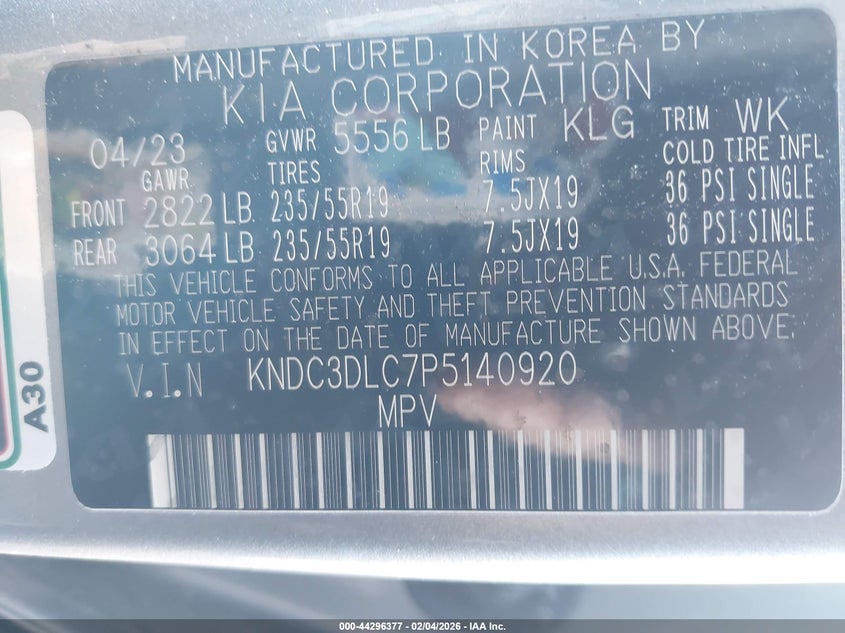 MANUFACTURED IN KOREA BY
KIA CORPORATION
04/23 GVWR 5556 LB PAINT KLG TRIM WK
GAWR TIRES RIMS COLD TIRE INFL
FRONT 2822 LB 235/55R19 7.5JX19 36 PSI SINGLE
REAR 3064 LB 235/55R19 7.5JX19 36 PSI SINGLE
THIS VEHICLE CONFORMS TO ALL APPLICABLE U.S.A. FEDERAL
MOTOR VEHICLE SAFETY AND THEFT PREVENTION STANDARDS
IN EFFECT ON THE DATE OF MANUFACTURE SHOWN ABOVE.
V.I.N KNDC3DLC7P5140920
MPV
A30
000-44296377 - 02/04/2026 - IAA Inc.